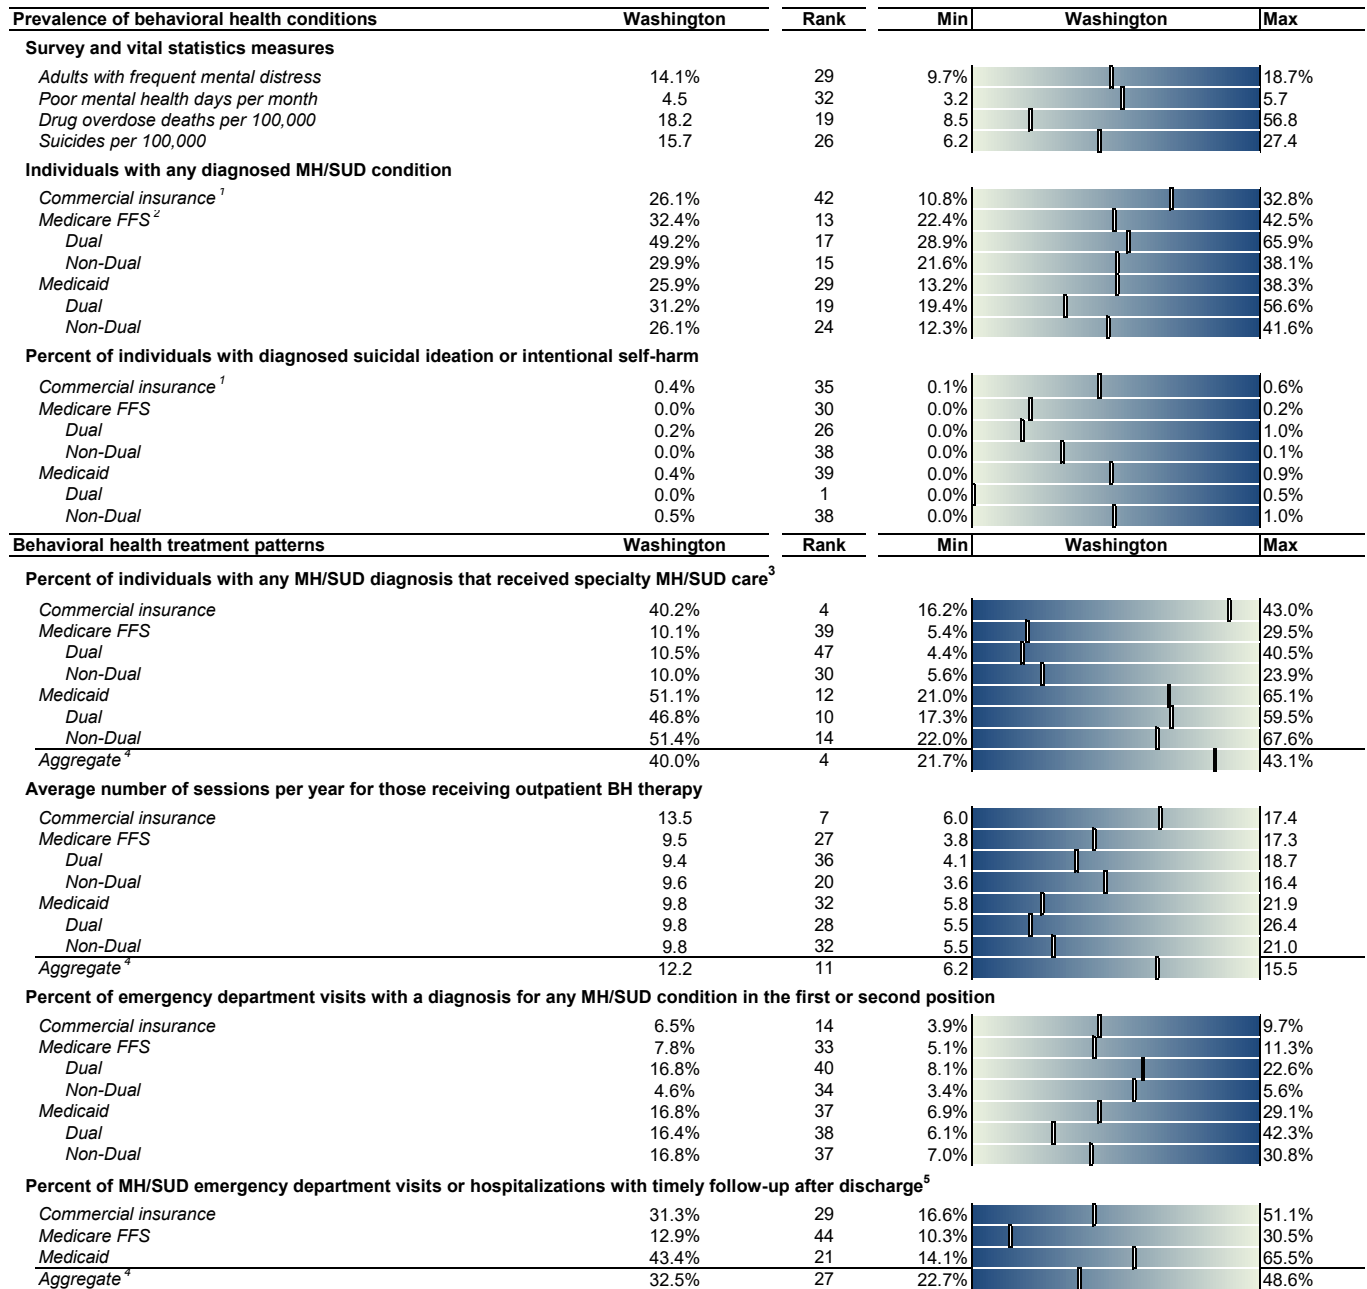 Prevalence of behavioral health conditions Washington Rank Min Washington Max
Survey and vital statistics measures
Adults with frequent mental distress 14.1% 29 9.7% 18.7%
Poor mental health days per month 4.5 32 3.2 5.7
Drug overdose deaths per 100,000 18.2 19 8.5 56.8
Suicides per 100,000 15.7 26 6.2 27.4
Individuals with any diagnosed MH/SUD condition
Commercial insurance 1 26.1% 42 10.8% 32.8%
Medicare FFS 2 32.4% 13 22.4% 42.5%
Dual 49.2% 17 28.9% 65.9%
Non-Dual 29.9% 15 21.6% 38.1%
Medicaid 25.9% 29 13.2% 38.3%
Dual 31.2% 19 19.4% 56.6%
Non-Dual 26.1% 24 12.3% 41.6%
Percent of individuals with diagnosed suicidal ideation or intentional self-harm
Commercial insurance 1 0.4% 35 0.1% 0.6%
Medicare FFS 0.0% 30 0.0% 0.2%
Dual 0.2% 26 0.0% 1.0%
Non-Dual 0.0% 38 0.0% 0.1%
Medicaid 0.4% 39 0.0% 0.9%
Dual 0.0% 1 0.0% 0.5%
Non-Dual 0.5% 38 0.0% 1.0%
Behavioral health treatment patterns Washington Rank Min Washington Max
Percent of individuals with any MH/SUD diagnosis that received specialty MH/SUD care3
Commercial insurance 40.2% 4 16.2% 43.0%
Medicare FFS 10.1% 39 5.4% 29.5%
Dual 10.5% 47 4.4% 40.5%
Non-Dual 10.0% 30 5.6% 23.9%
Medicaid 51.1% 12 21.0% 65.1%
Dual 46.8% 10 17.3% 59.5%
Non-Dual 51.4% 14 22.0% 67.6%
Aggregate 4 40.0% 4 21.7% 43.1%
Average number of sessions per year for those receiving outpatient BH therapy
Commercial insurance 13.5 7 6.0 17.4
Medicare FFS 9.5 27 3.8 17.3
Dual 9.4 36 4.1 18.7
Non-Dual 9.6 20 3.6 16.4
Medicaid 9.8 32 5.8 21.9
Dual 9.8 28 5.5 26.4
Non-Dual 9.8 32 5.5 21.0
Aggregate 4 12.2 11 6.2 15.5
Percent of emergency department visits with a diagnosis for any MH/SUD condition in the first or second position
Commercial insurance 6.5% 14 3.9% 9.7%
Medicare FFS 7.8% 33 5.1% 11.3%
Dual 16.8% 40 8.1% 22.6%
Non-Dual 4.6% 34 3.4% 5.6%
Medicaid 16.8% 37 6.9% 29.1%
Dual 16.4% 38 6.1% 42.3%
Non-Dual 16.8% 37 7.0% 30.8%
Percent of MH/SUD emergency department visits or hospitalizations with timely follow-up after discharge5
Commercial insurance 31.3% 29 16.6% 51.1%
Medicare FFS 12.9% 44 10.3% 30.5%
Medicaid 43.4% 21 14.1% 65.5%
Aggregate 4 32.5% 27 22.7% 48.6%